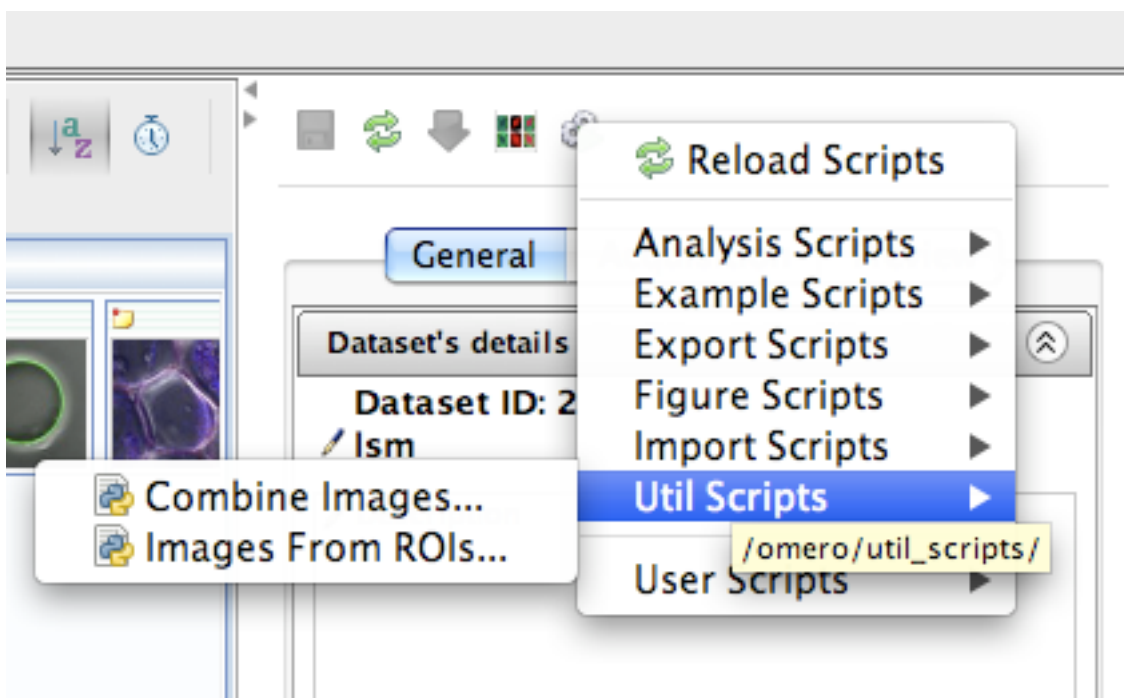 a
z
Reload Scripts
General
Analysis Scripts
Example Scripts
Dataset's details
Export Scripts
Dataset ID: 2
Figure Scripts
lsm
Import Scripts
Combine Images...
Util Scripts
Images From ROIs...
/omero/util_scripts/
User Scripts